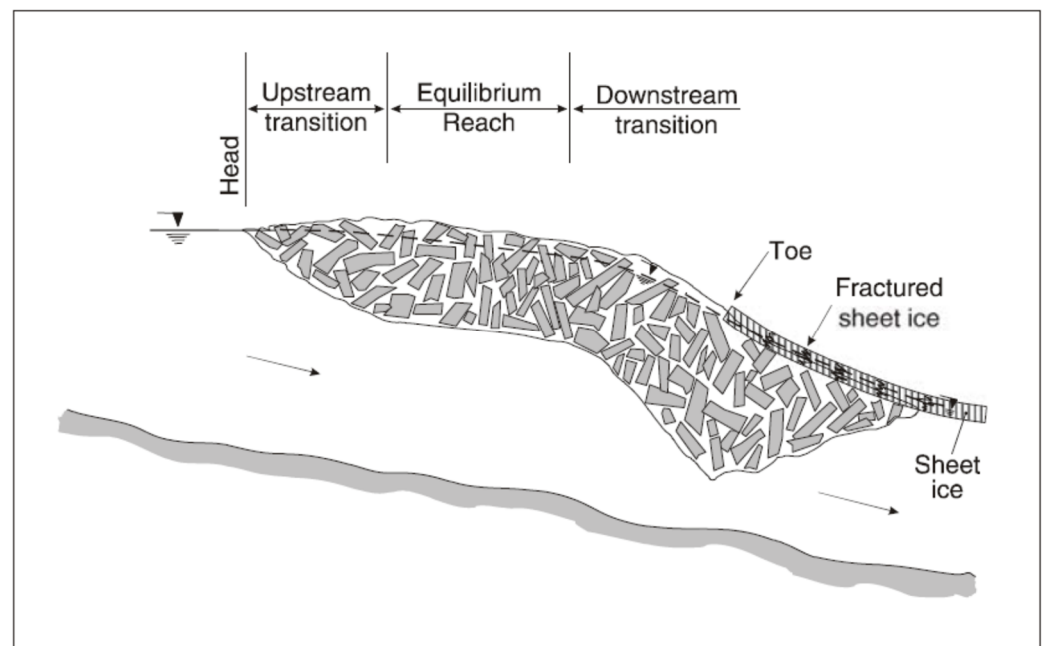 Upstream
transition
Equilibrium
Reach
Downstream
transition
Head
Toe
Fractured
sheet ice
Sheet
ice